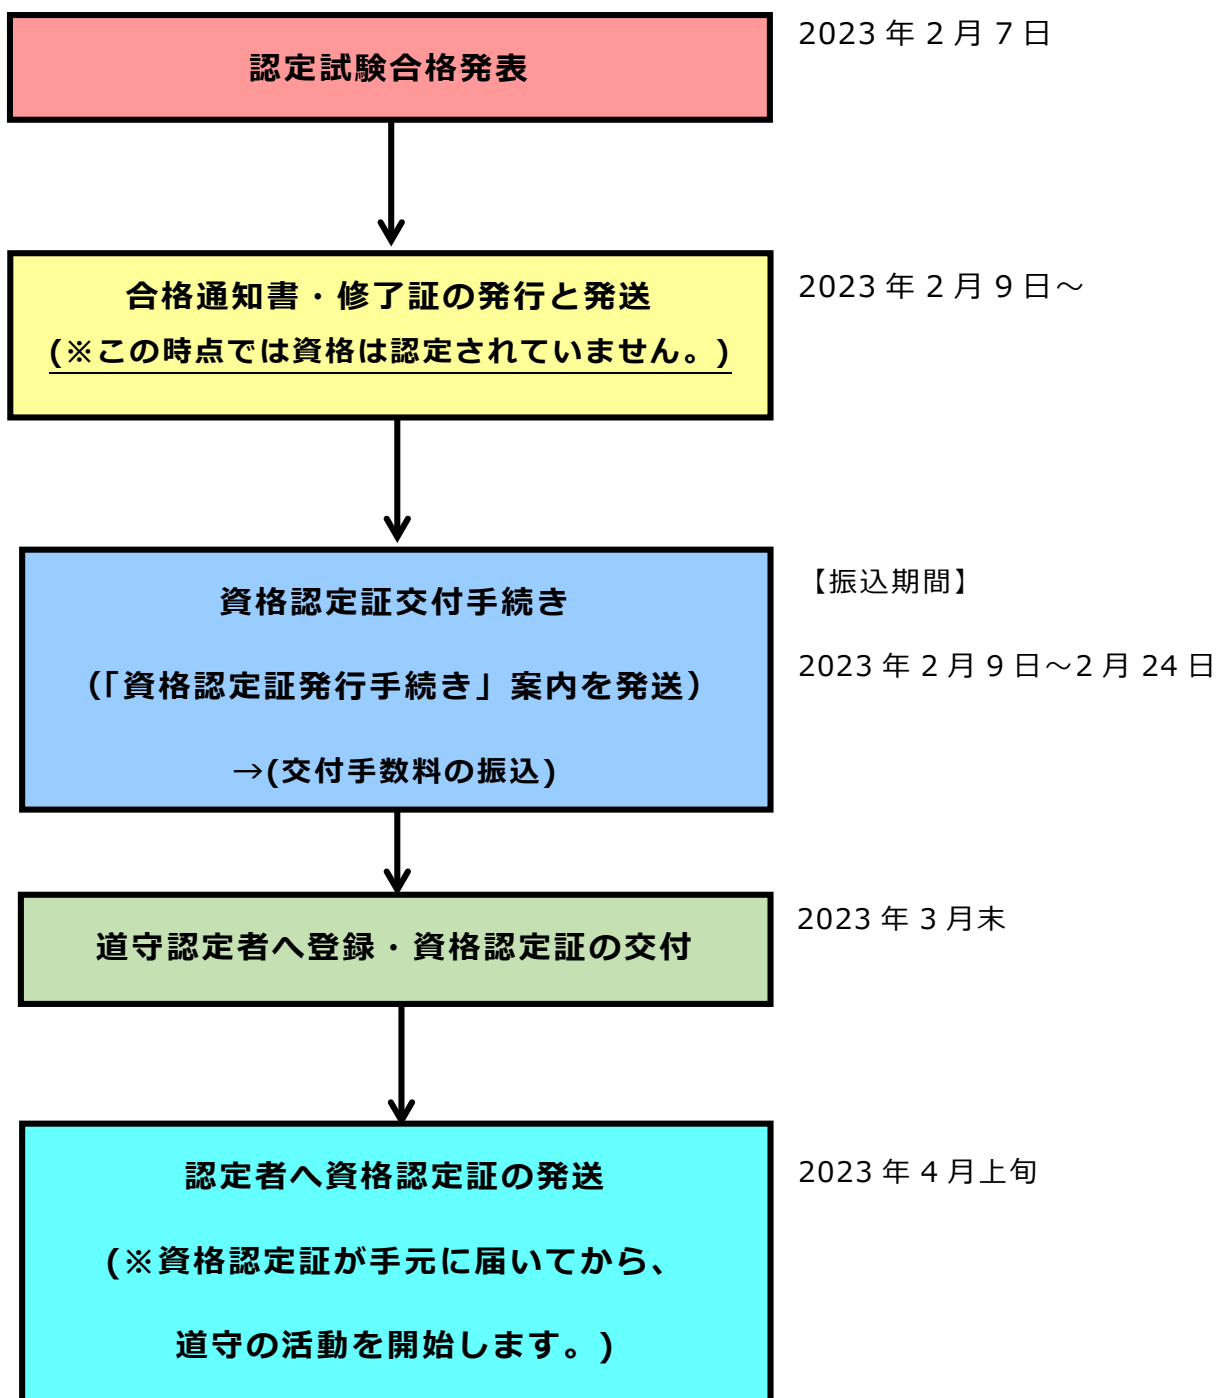 認定試験合格発表
2023年2月7日
合格通知書・修了証の発行と発送
(※この時点では資格は認定されていません。)
2023年2月9日～
資格認定証交付手続き
（「資格認定証発行手続き」案内を発送）
→(交付手数料の振込)
【振込期間】
2023年2月9日～2月24日
道守認定者へ登録・資格認定証の交付
2023年3月末
認定者へ資格認定証の発送
(※資格認定証が手元に届いてから、
道守の活動を開始します。)
2023年4月上旬